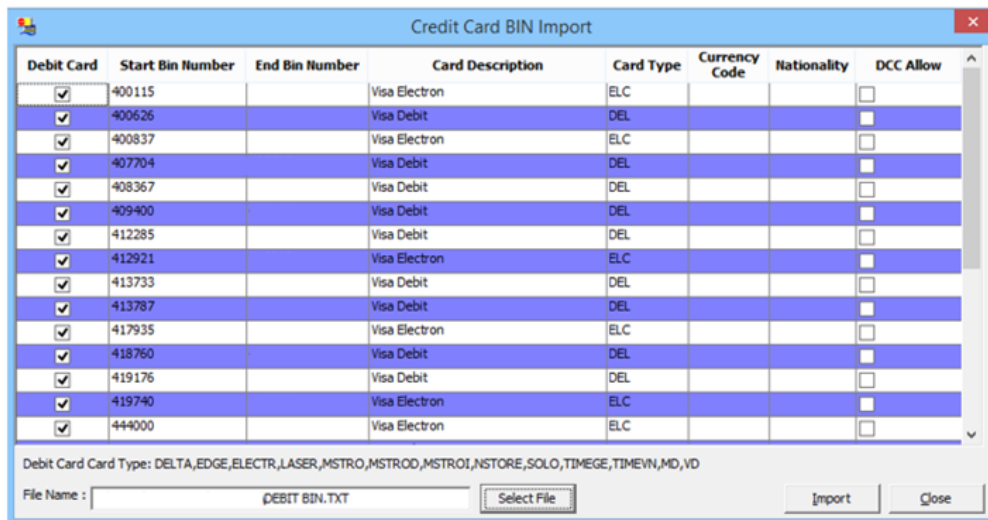 Credit Card BIN Import
Debit Card Start Bin Number End Bin Number Card Description Card Type Currency Code Nationality DCC Allow
400115 Visa Electron ELC
400626 Visa Debit DEL
400837 Visa Electron ELC
407704 Visa Debit DEL
408367 Visa Debit DEL
409400 Visa Debit DEL
412285 Visa Debit DEL
412921 Visa Electron ELC
413733 Visa Debit DEL
413787 Visa Debit DEL
417935 Visa Electron ELC
418760 Visa Debit DEL
419176 Visa Debit DEL
419740 Visa Electron ELC
444000 Visa Electron ELC
Debit Card Card Type: DELTA,EDGE,ELECTR,LASER,MSTRO,MSTROD,MSTROI,NSTORE,SOLO,TIMEGE,TIMEVN,MD,VD
File Name : DEBIT BIN.TXT Select File Import Close